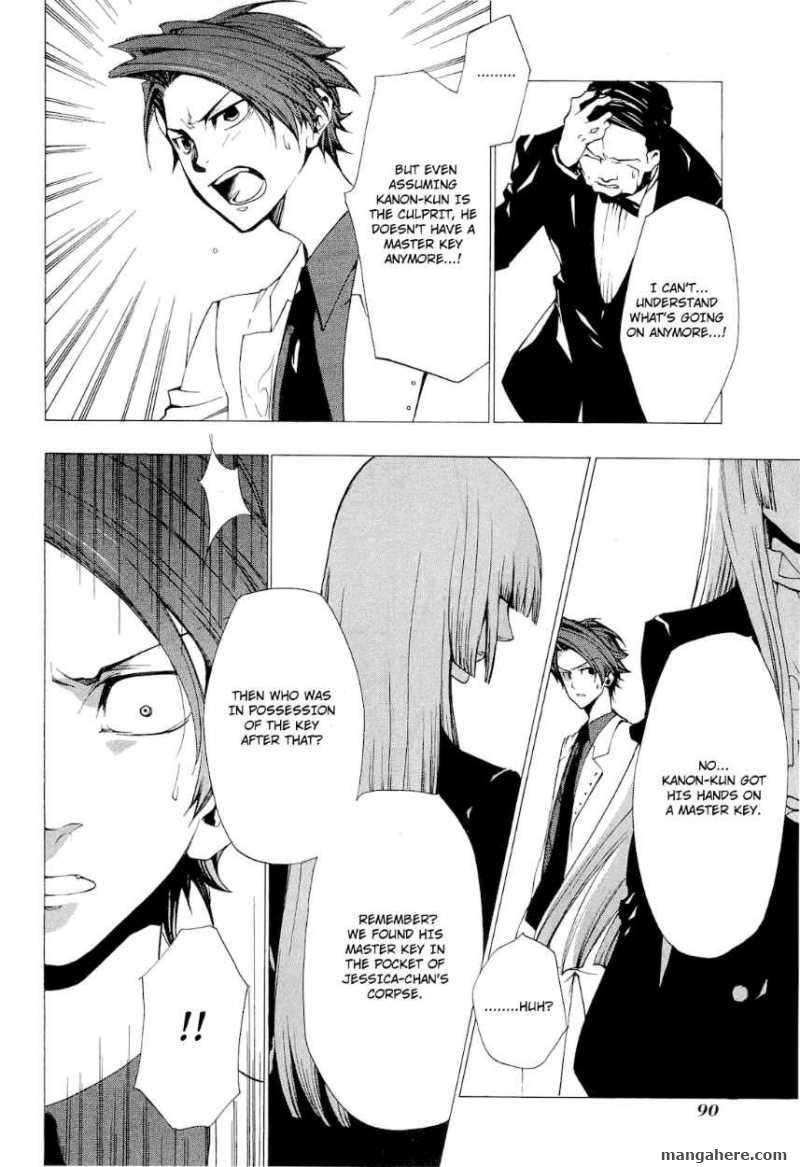 I CAN'T...
UNDERSTAND
WHAT'S GOING
ON ANYMORE...!
.........
BUT EVEN
ASSUMING
KANON-KUN IS
THE CULPRIT, HE
DOESN'T HAVE A
MASTER KEY
ANYMORE...!
NO...
KANON-KUN GOT
HIS HANDS ON
A MASTER KEY.
........HUH?
REMEMBER?
WE FOUND HIS
MASTER KEY IN
THE POCKET OF
JESSICA-CHAN'S
CORPSE.
THEN WHO WAS
IN POSSESSION
OF THE KEY
AFTER THAT?
!!
90
mangahere.com